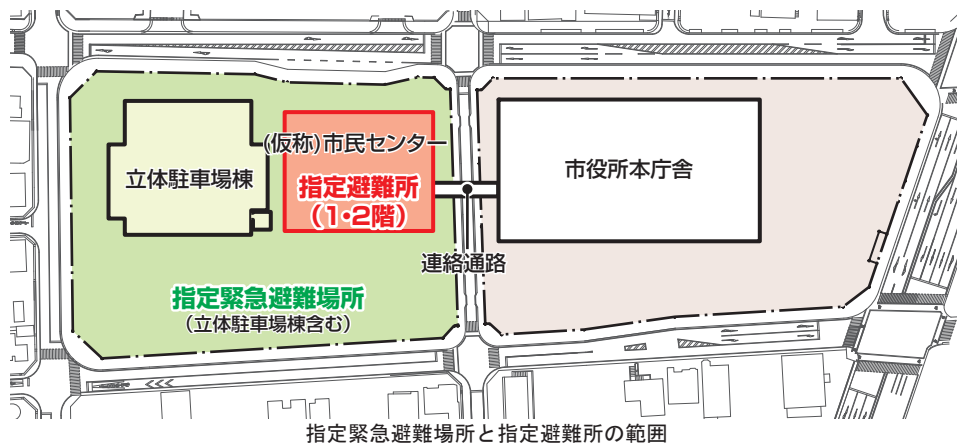 (仮称)市民センター
立体駐車場棟
指定避難所
(1・2階)
市役所本庁舎
連絡通路
指定緊急避難場所
(立体駐車場棟含む)
指定緊急避難場所と指定避難所の範囲